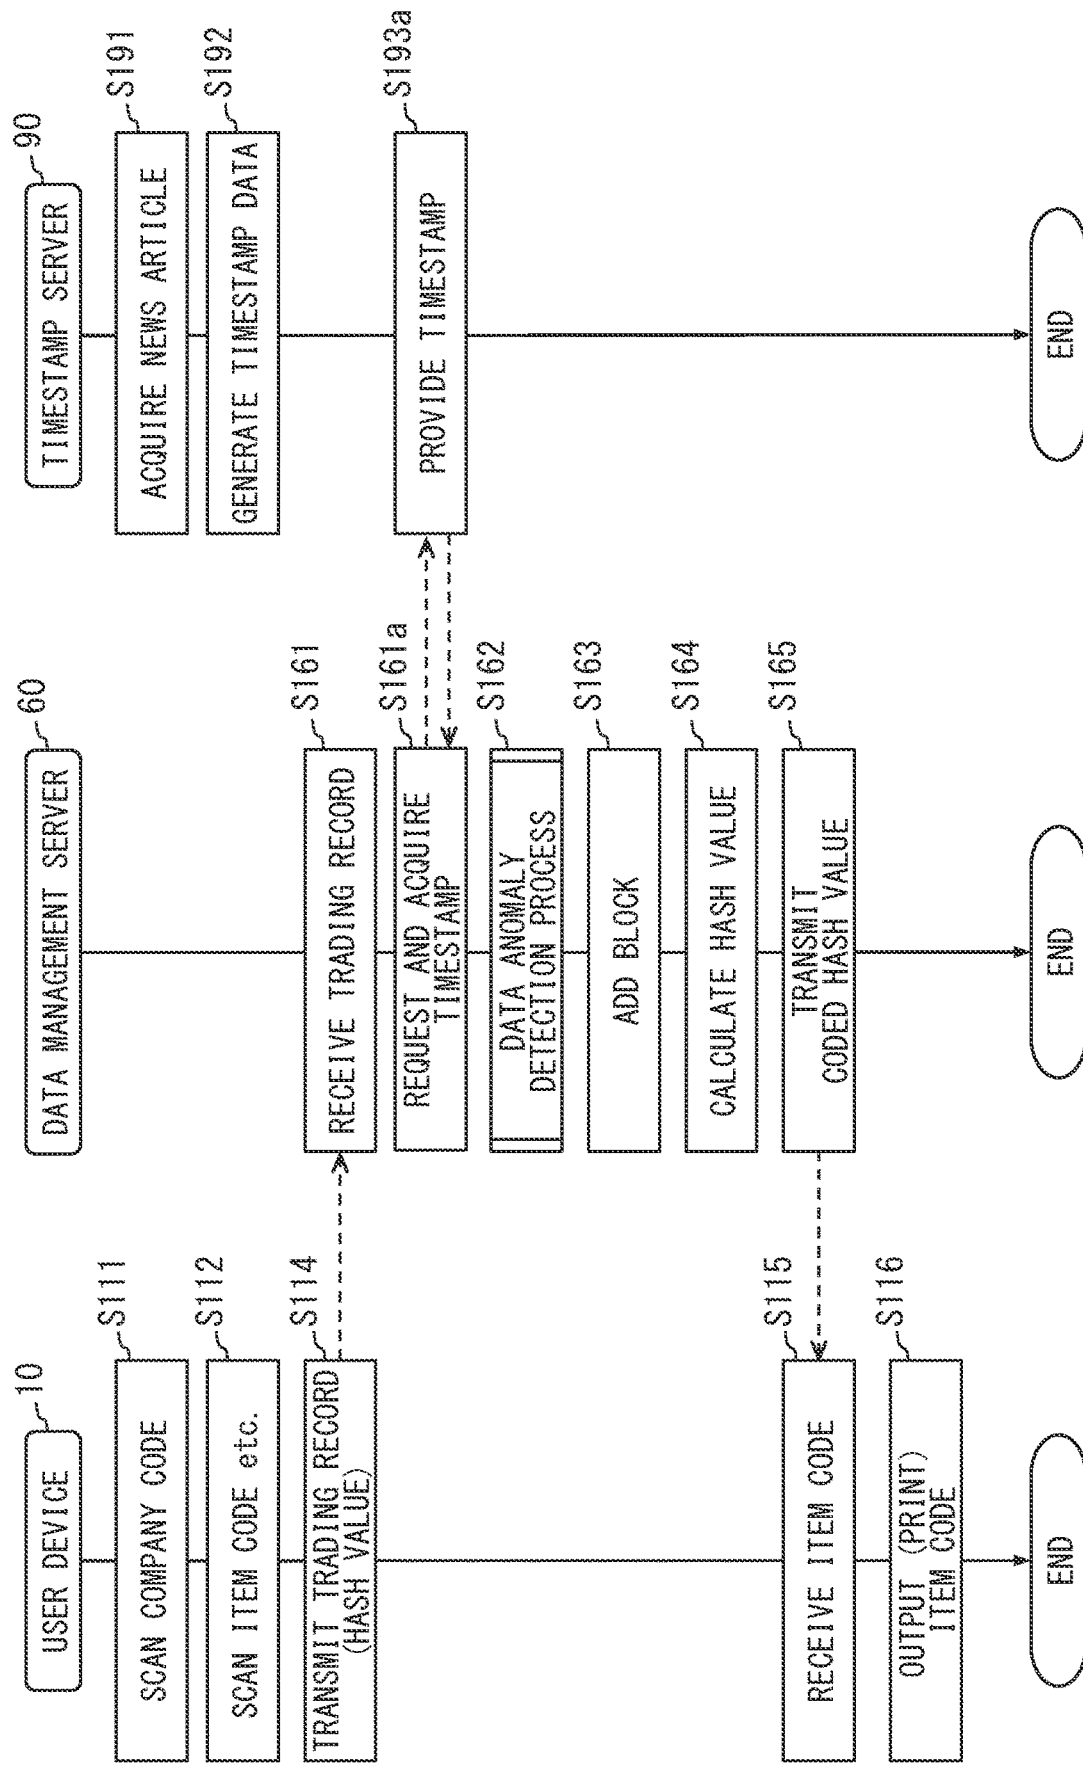 USER DEVICE
10
SCAN COMPANY CODE
S111
SCAN ITEM CODE etc.
S112
TRANSMIT TRADING RECORD
(HASH VALUE)
S114
RECEIVE ITEM CODE
S115
OUTPUT (PRINT)
ITEM CODE
S116
END
DATA MANAGEMENT SERVER
60
RECEIVE TRADING RECORD
S161
REQUEST AND ACQUIRE
TIMESTAMP
S161a
DATA ANOMALY
DETECTION PROCESS
S162
ADD BLOCK
S163
CALCULATE HASH VALUE
S164
TRANSMIT
CODED HASH VALUE
S165
END
TIMESTAMP SERVER
90
ACQUIRE NEWS ARTICLE
S191
GENERATE TIMESTAMP DATA
S192
PROVIDE TIMESTAMP
S193a
END